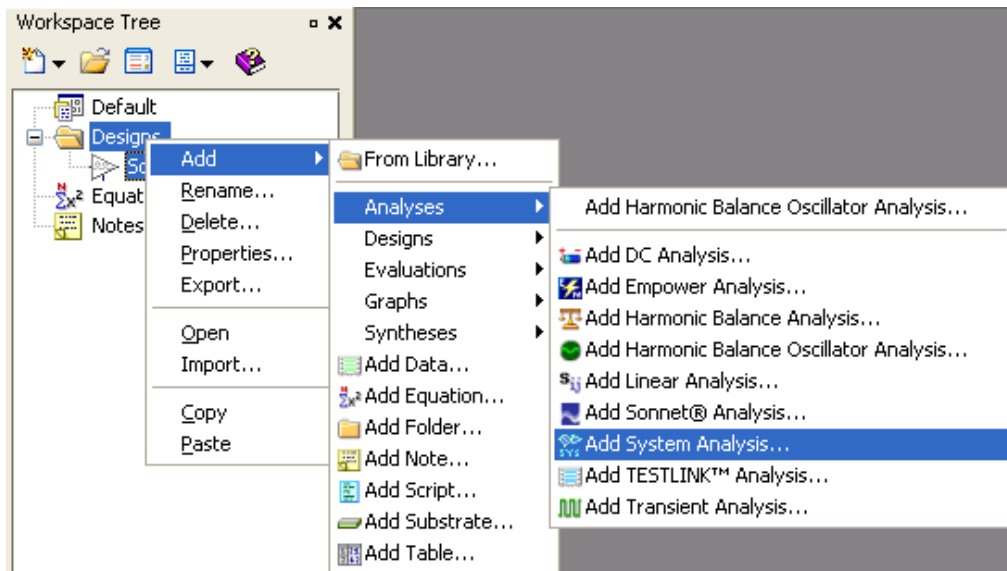 Workspace Tree
Default
Designs
Equat
Notes
Add
Rename...
Delete...
Properties...
Export...
Open
Import...
Copy
Paste
From Library...
Analyses
Designs
Evaluations
Graphs
Syntheses
Add Data...
Add Equation...
Add Folder...
Add Note...
Add Script...
Add Substrate...
Add Table...
Add Harmonic Balance Oscillator Analysis...
Add DC Analysis...
Add Empower Analysis...
Add Harmonic Balance Analysis...
Add Harmonic Balance Oscillator Analysis...
Add Linear Analysis...
Add Sonnet® Analysis...
Add System Analysis...
Add TESTLINK™ Analysis...
Add Transient Analysis...